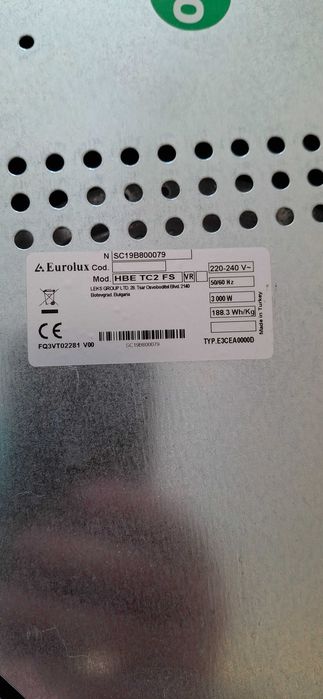 0
N SC19B800079
Eurolux Cod.
Mod. HBE TC2 FS VR
LEKS GROUP LTD. 28. Tsar Osvoboditel Blvd. 2140
Botevgrad. Bulgaria
220-240 V~
50/60 Hz
3 000 W
188.3 Wh/Kg
Made in Turkey
CE
FQ3VT02281 V00
SC19B800079
TYP.E3CEA0000D